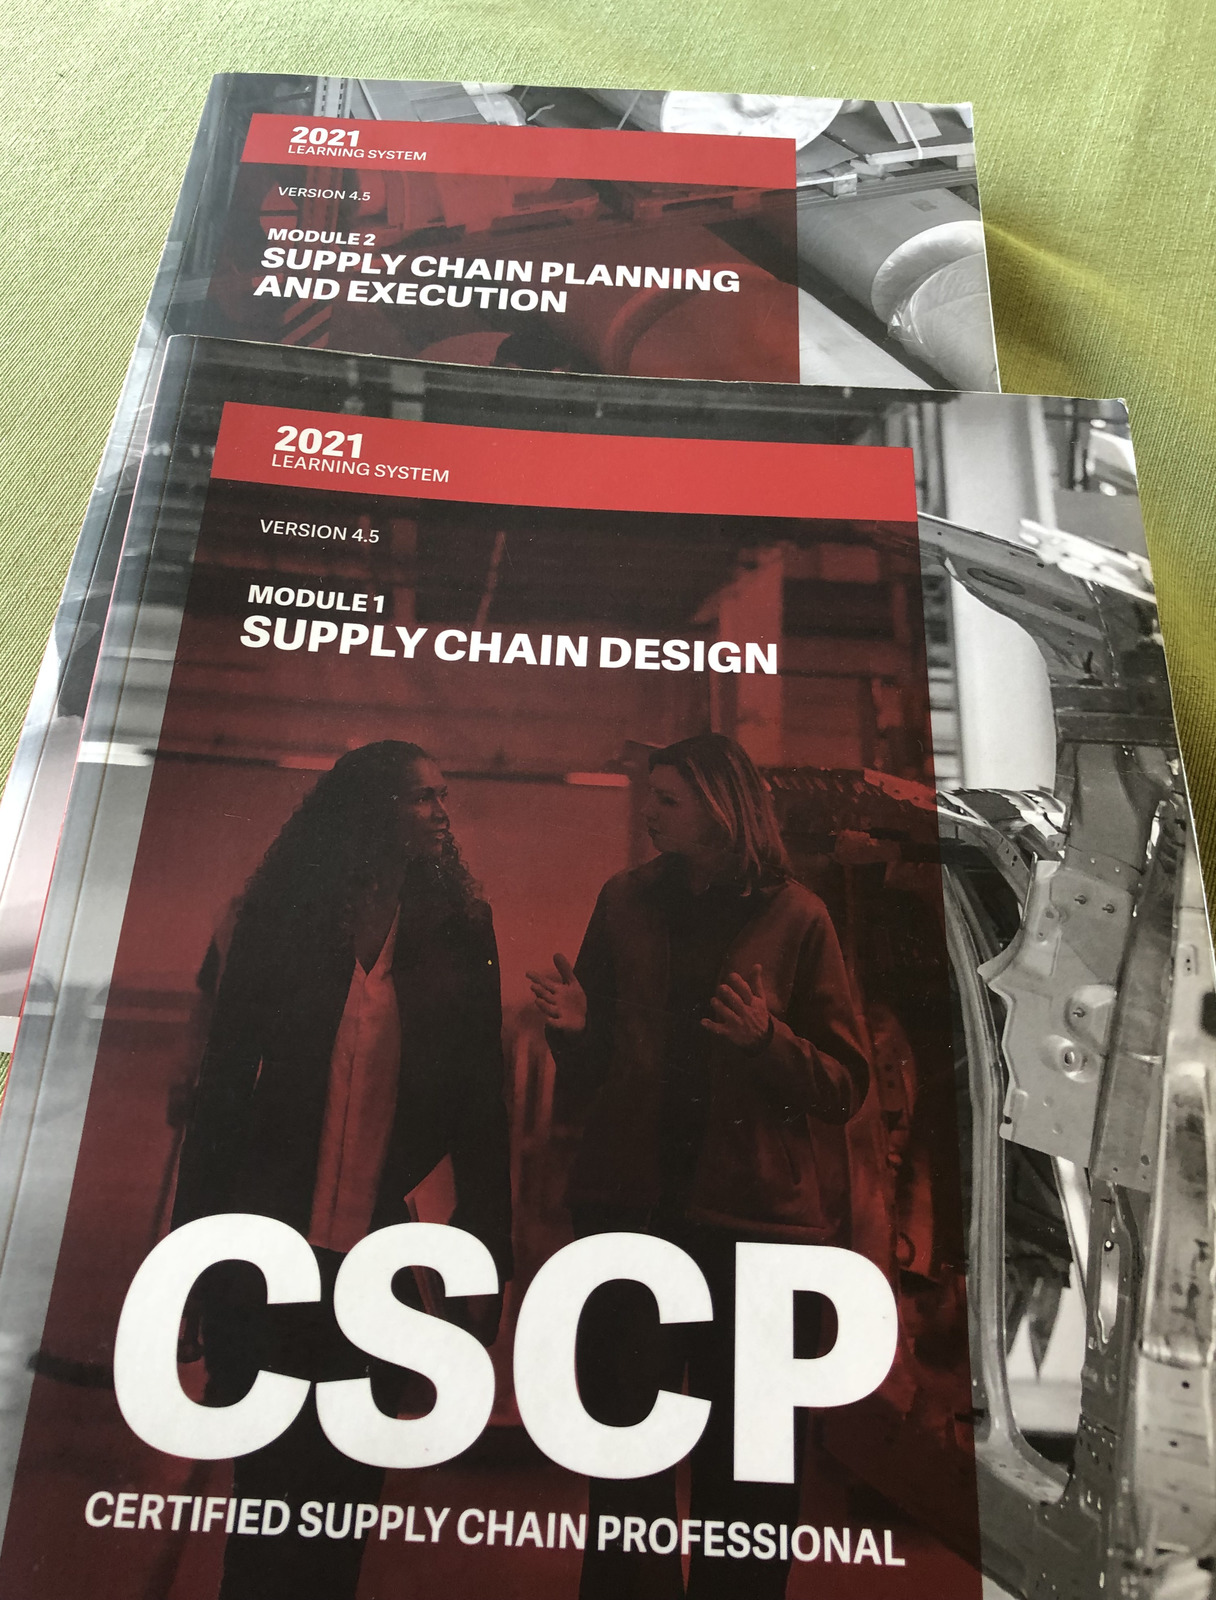 2021
LEARNING SYSTEM
VERSION 4.5
MODULE 2
SUPPLY CHAIN PLANNING
AND EXECUTION
2021
LEARNING SYSTEM
VERSION 4.5
MODULE 1
SUPPLY CHAIN DESIGN
CSCP
CERTIFIED SUPPLY CHAIN PROFESSIONAL